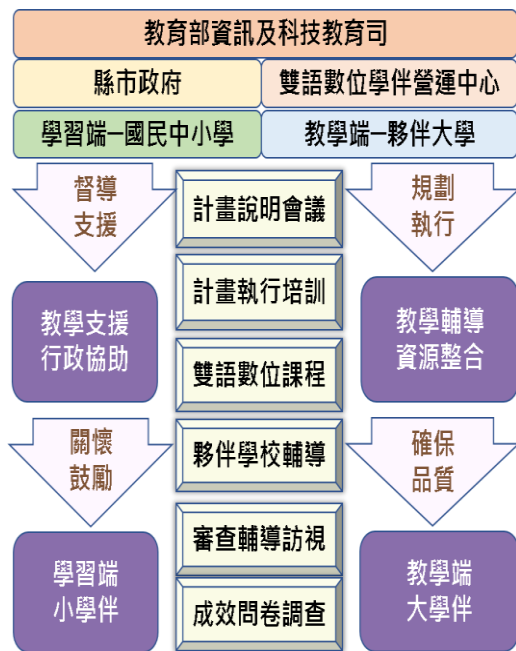 教育部資訊及科技教育司
縣市政府
雙語數位學伴營運中心
學習端–國民中小學
教學端–夥伴大學
督導
支援
計畫說明會議
規劃
執行
計畫執行培訓
教學支援
行政協助
教學輔導
資源整合
雙語數位課程
關懷
鼓勵
夥伴學校輔導
確保
品質
審查輔導訪視
學習端
小學伴
教學端
大學伴
成效問卷調查